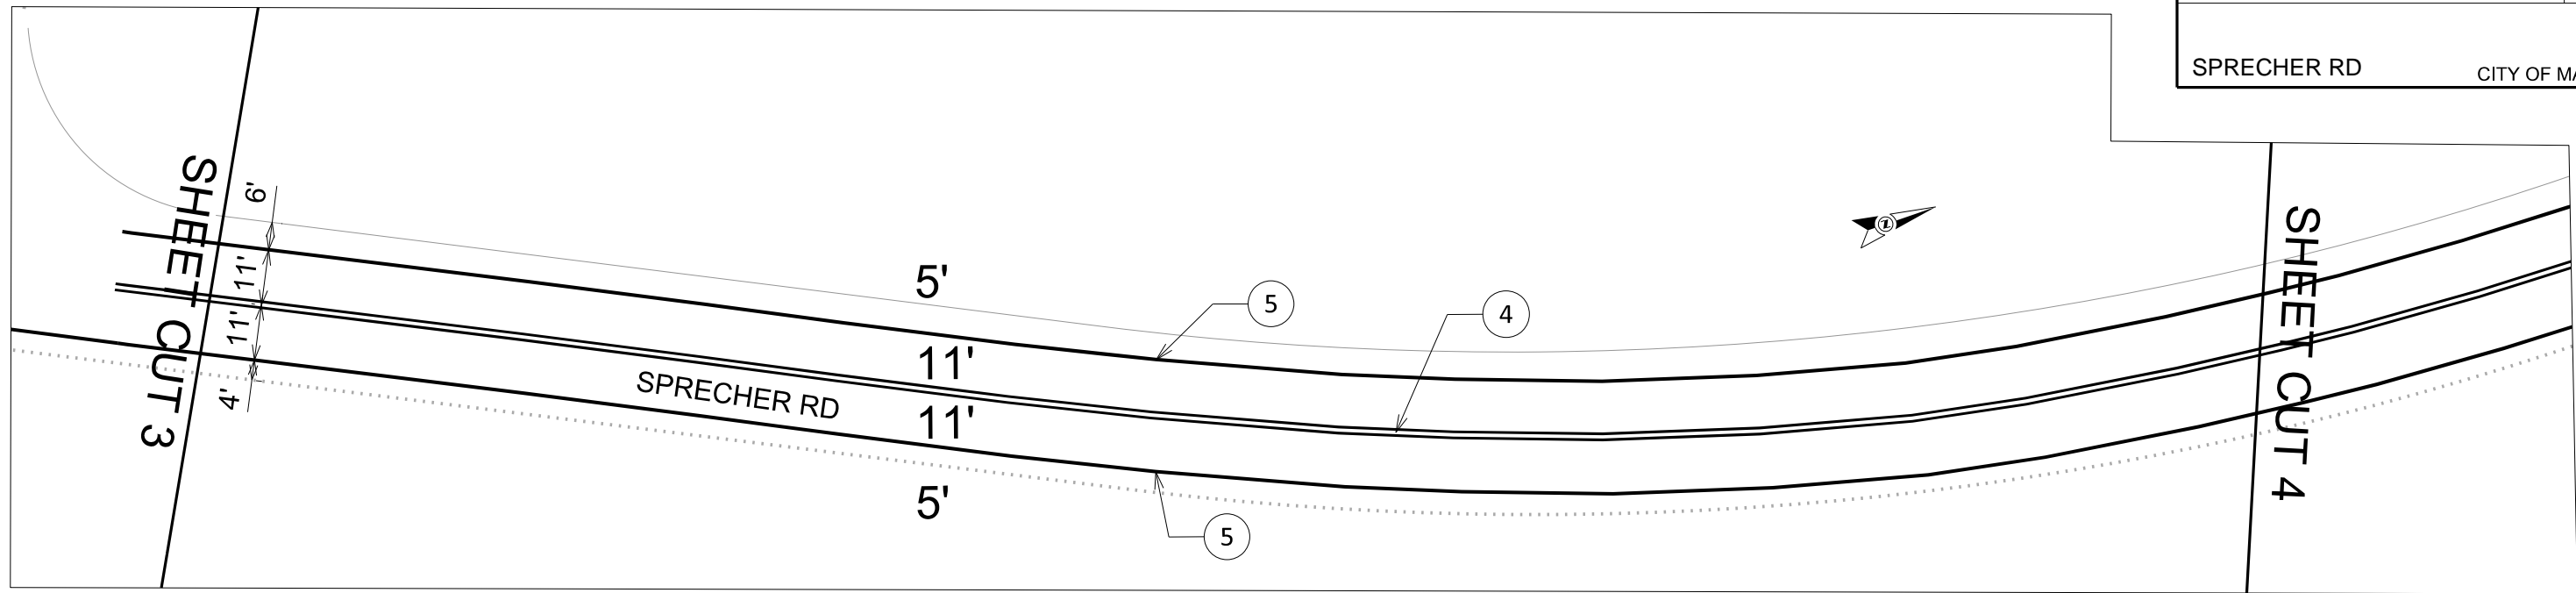 SPRECHER RD
CITY OF MA
SHEET CUT 3
6'
11'
11'
4'
5'
11'
SPRECHER RD
11'
5'
5
4
5
SHEET CUT 4